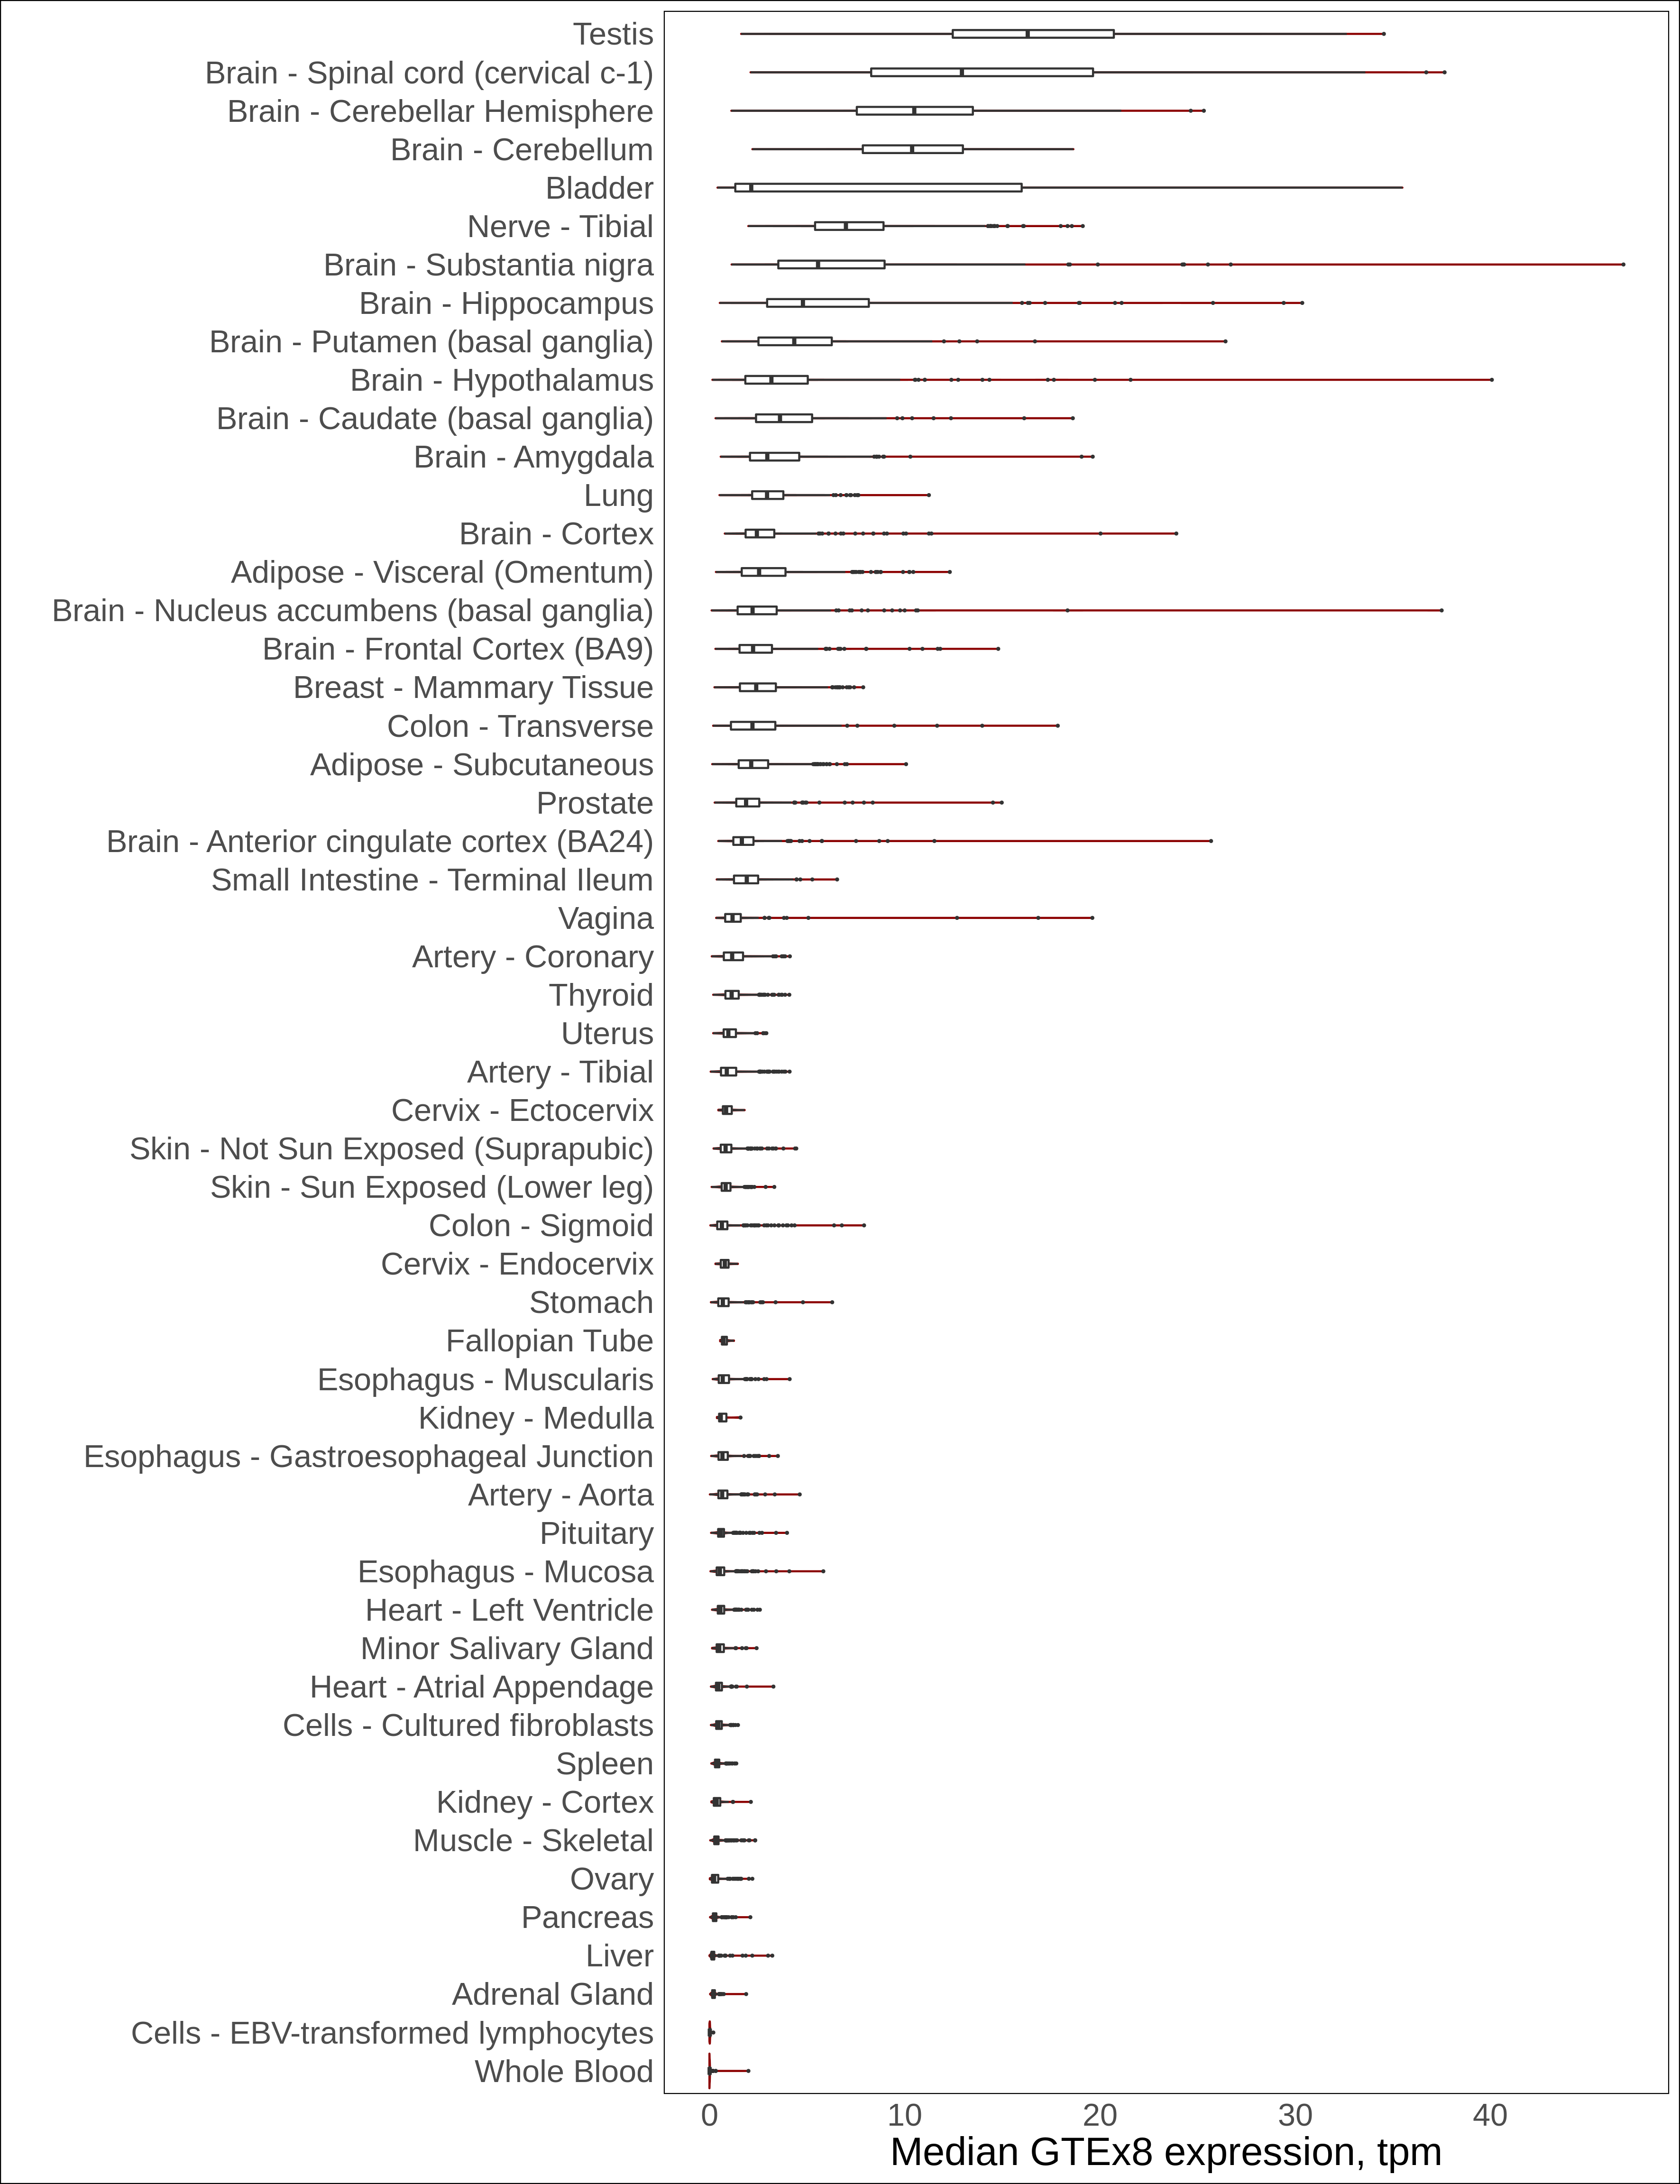 Testis
Brain - Spinal cord (cervical c-1)
Brain - Cerebellar Hemisphere
Brain - Cerebellum
Bladder
Nerve - Tibial
Brain - Substantia nigra
Brain - Hippocampus
Brain - Putamen (basal ganglia)
Brain - Hypothalamus
Brain - Caudate (basal ganglia)
Brain - Amygdala
Lung
Brain - Cortex
Adipose - Visceral (Omentum)
Brain - Nucleus accumbens (basal ganglia)
Brain - Frontal Cortex (BA9)
Breast - Mammary Tissue
Colon - Transverse
Adipose - Subcutaneous
Prostate
Brain - Anterior cingulate cortex (BA24)
Small Intestine - Terminal Ileum
Vagina
Artery - Coronary
Thyroid
Uterus
Artery - Tibial
Cervix - Ectocervix
Skin - Not Sun Exposed (Suprapubic)
Skin - Sun Exposed (Lower leg)
Colon - Sigmoid
Cervix - Endocervix
Stomach
Fallopian Tube
Esophagus - Muscularis
Kidney - Medulla
Esophagus - Gastroesophageal Junction
Artery - Aorta
Pituitary
Esophagus - Mucosa
Heart - Left Ventricle
Minor Salivary Gland
Heart - Atrial Appendage
Cells - Cultured fibroblasts
Spleen
Kidney - Cortex
Muscle - Skeletal
Ovary
Pancreas
Liver
Adrenal Gland
Cells - EBV-transformed lymphocytes
Whole Blood
0 10 20 30 40
Median GTEx8 expression, tpm